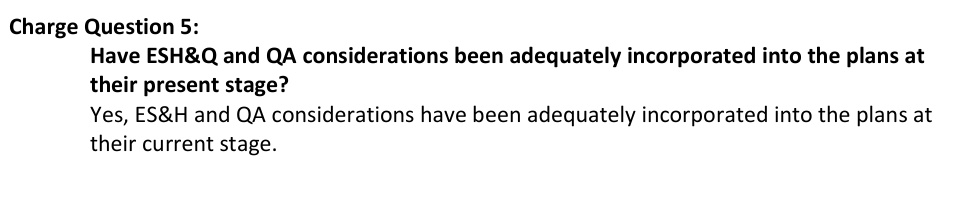 Charge Question 5:
Have ESH&Q and QA considerations been adequately incorporated into the plans at
their present stage?
Yes, ES&H and QA considerations have been adequately incorporated into the plans at
their current stage.